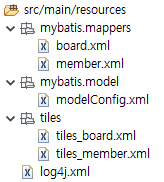 src/main/resources
mybatis.mappers
board.xml
member.xml
mybatis.model
modelConfig.xml
tiles
tiles_board.xml
tiles_member.xml
log4j.xml